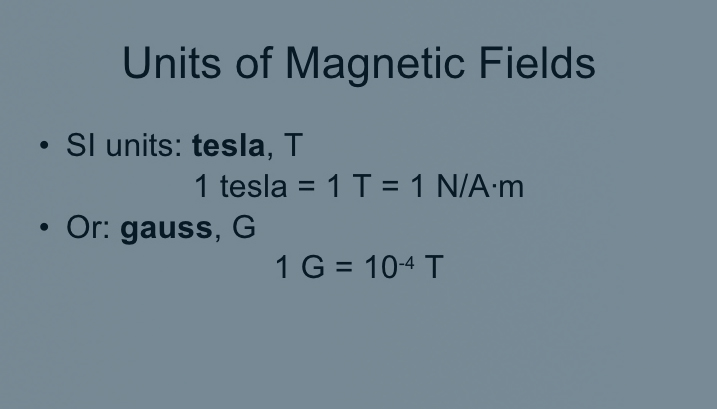 Units of Magnetic Fields
• SI units: tesla, T
1 tesla = 1 T = 1 N/A·m
• Or: gauss, G
1 G = 10⁻⁴ T